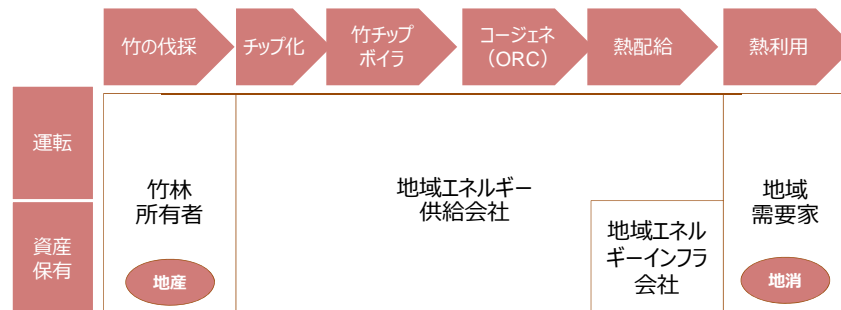 竹の伐採
チップ化
竹チップ
ボイラ
コージェネ
（ORC）
熱配給
熱利用
運転
資産
保有
竹林
所有者
地産
地域エネルギー
供給会社
地域エネル
ギーインフラ
会社
地域
需要家
地消